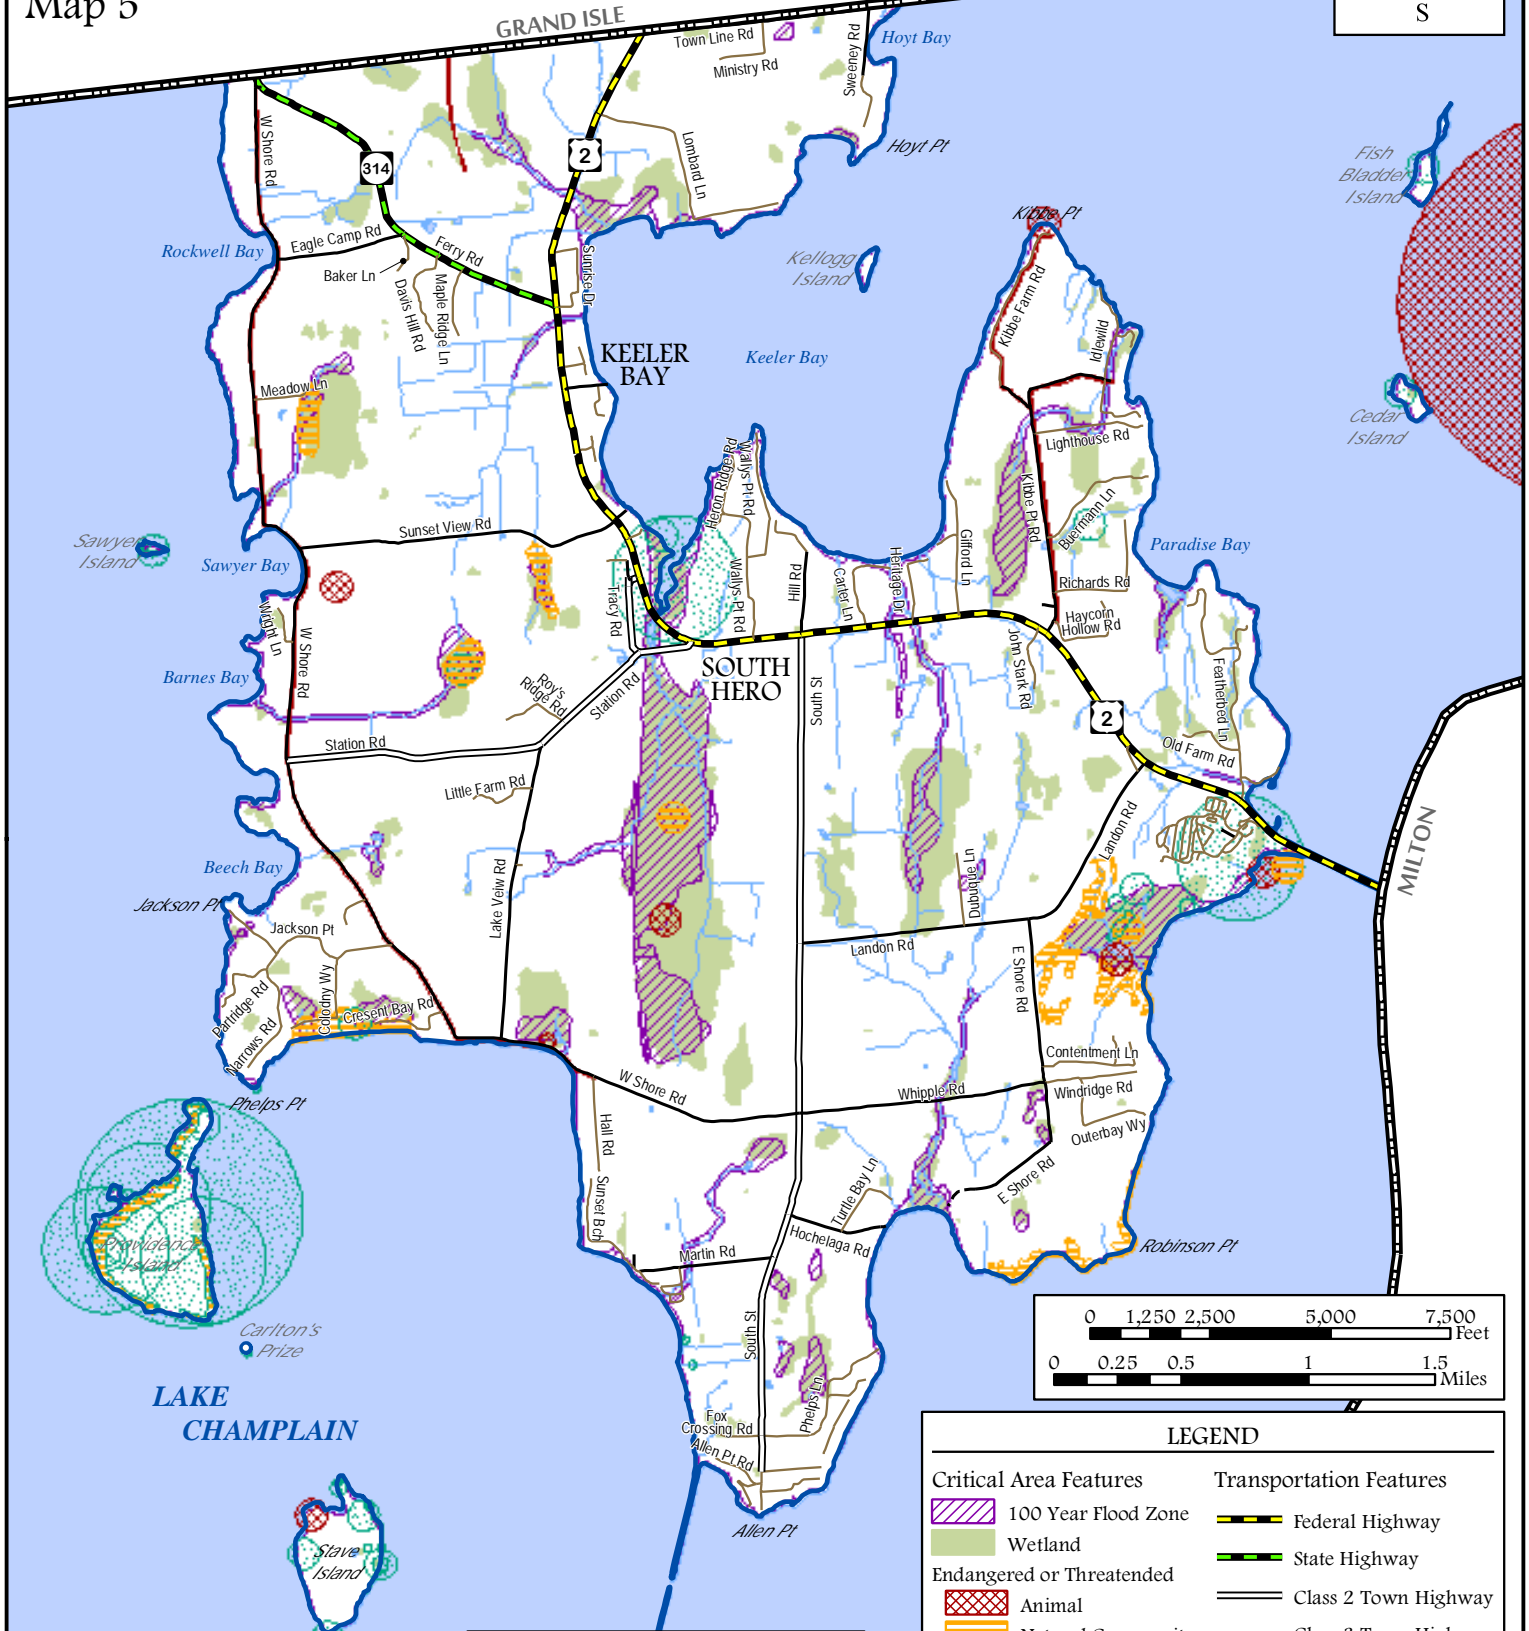 Map 5
GRAND ISLE
S
Town Line Rd
Ministry Rd
Sweeney Rd
Hoyt Bay
Hoyt Pt
W Shore Rd
314
2
Lombard Ln
Fish
Bladder
Island
Kibbe Pt
Rockwell Bay
Eagle Camp Rd
Ferry Rd
Baker Ln
Davis Hill Rd
Maple Ridge Ln
Sunrise Dr
Kellogg
Island
Kibbe Farm Rd
Idlewild
KEELER
BAY
Keeler Bay
Meadow Ln
Cedar
Island
Lighthouse Rd
Heron Ridge Rd
Wallys Pt Rd
Kibbe Pt Rd
Buermann Ln
Sunset View Rd
Sawyer
Island
Sawyer Bay
Gifford Ln
Paradise Bay
Wallys Pt Rd
Hill Rd
Carter Ln
Heritage Dr
Richards Rd
Tracy Rd
Haycorn
Hollow Rd
Wright Ln
W Shore Rd
John Stark Rd
Barnes Bay
SOUTH
HERO
Roy's
Ridge Rd
Station Rd
South St
Featherbed Ln
2
Station Rd
Old Farm Rd
Little Farm Rd
Landon Rd
MILTON
Beech Bay
Lake Veiw Rd
Dubuque Ln
Jackson Pt
Jackson Pt
Landon Rd
E Shore Rd
Partridge Rd
Colodny Wy
Cresent Bay Rd
Narrows Rd
Contentment Ln
W Shore Rd
Whipple Rd
Windridge Rd
Phelps Pt
Hall Rd
Outerbay Wy
Turtle Bay Ln
E Shore Rd
Sunset Bch
Providence
Island
Martin Rd
Hochelaga Rd
Robinson Pt
Carlton's
Prize
South St
0 1,250 2,500 5,000 7,500
Feet
0 0.25 0.5 1 1.5
Miles
LAKE
CHAMPLAIN
Phelps Ln
Fox
Crossing Rd
Allen Pt Rd
Allen Pt
Stave
Island
LEGEND
Critical Area Features
Transportation Features
100 Year Flood Zone
Federal Highway
Wetland
State Highway
Endangered or Threatended
Class 2 Town Highway
Animal